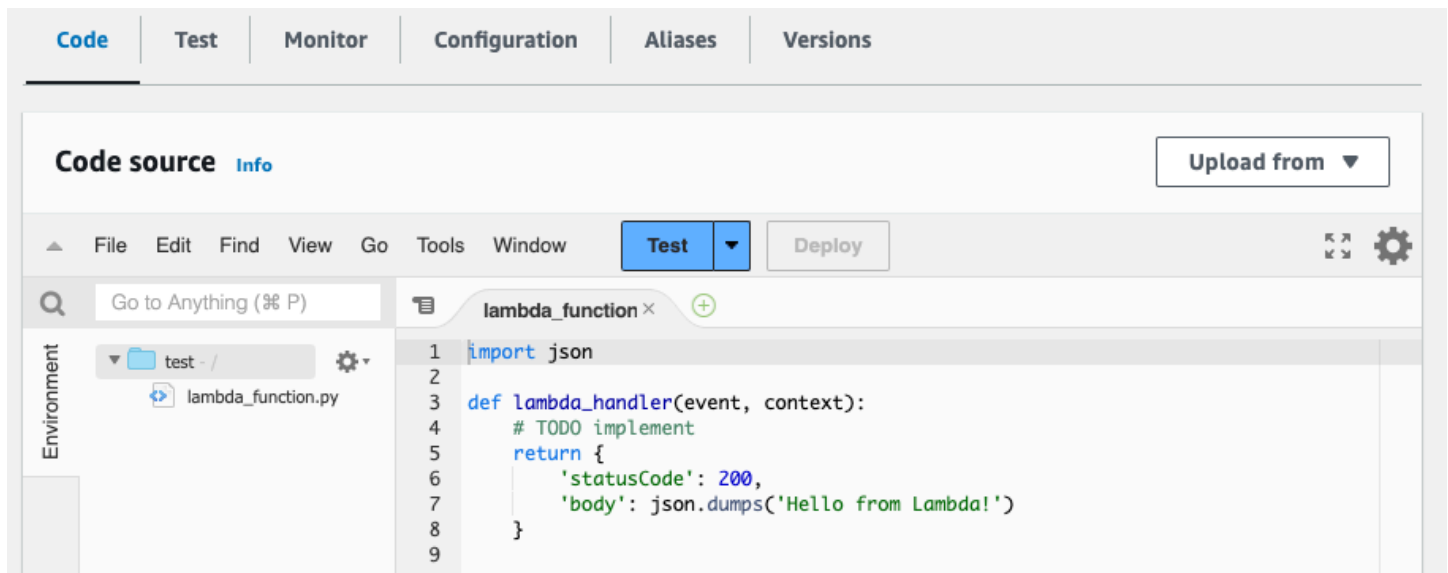 Code Test Monitor Configuration Aliases Versions
Code source Info Upload from
File Edit Find View Go Tools Window Test Deploy
Go to Anything (⌘ P)
lambda_function
Environment
test - /
lambda_function.py
1 import json
2
3 def lambda_handler(event, context):
4     # TODO implement
5     return {
6         'statusCode': 200,
7         'body': json.dumps('Hello from Lambda!')
8     }
9